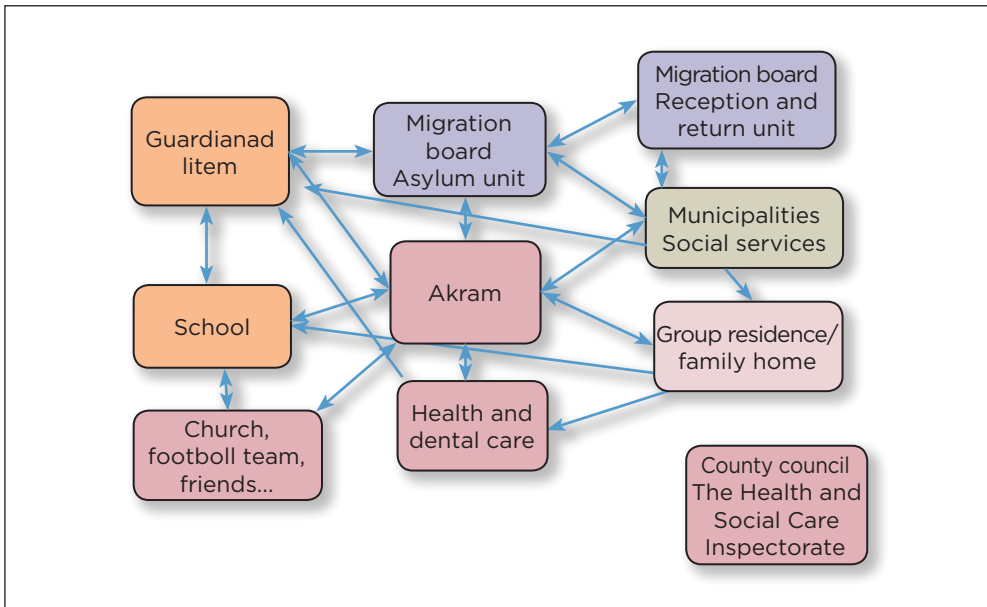 Guardianad
litem
Migration
board
Asylum unit
Migration board
Reception and
return unit
Municipalities
Social services
Akram
School
Group residence/
family home
Church,
footboll team,
friends...
Health and
dental care
County council
The Health and
Social Care
Inspectorate